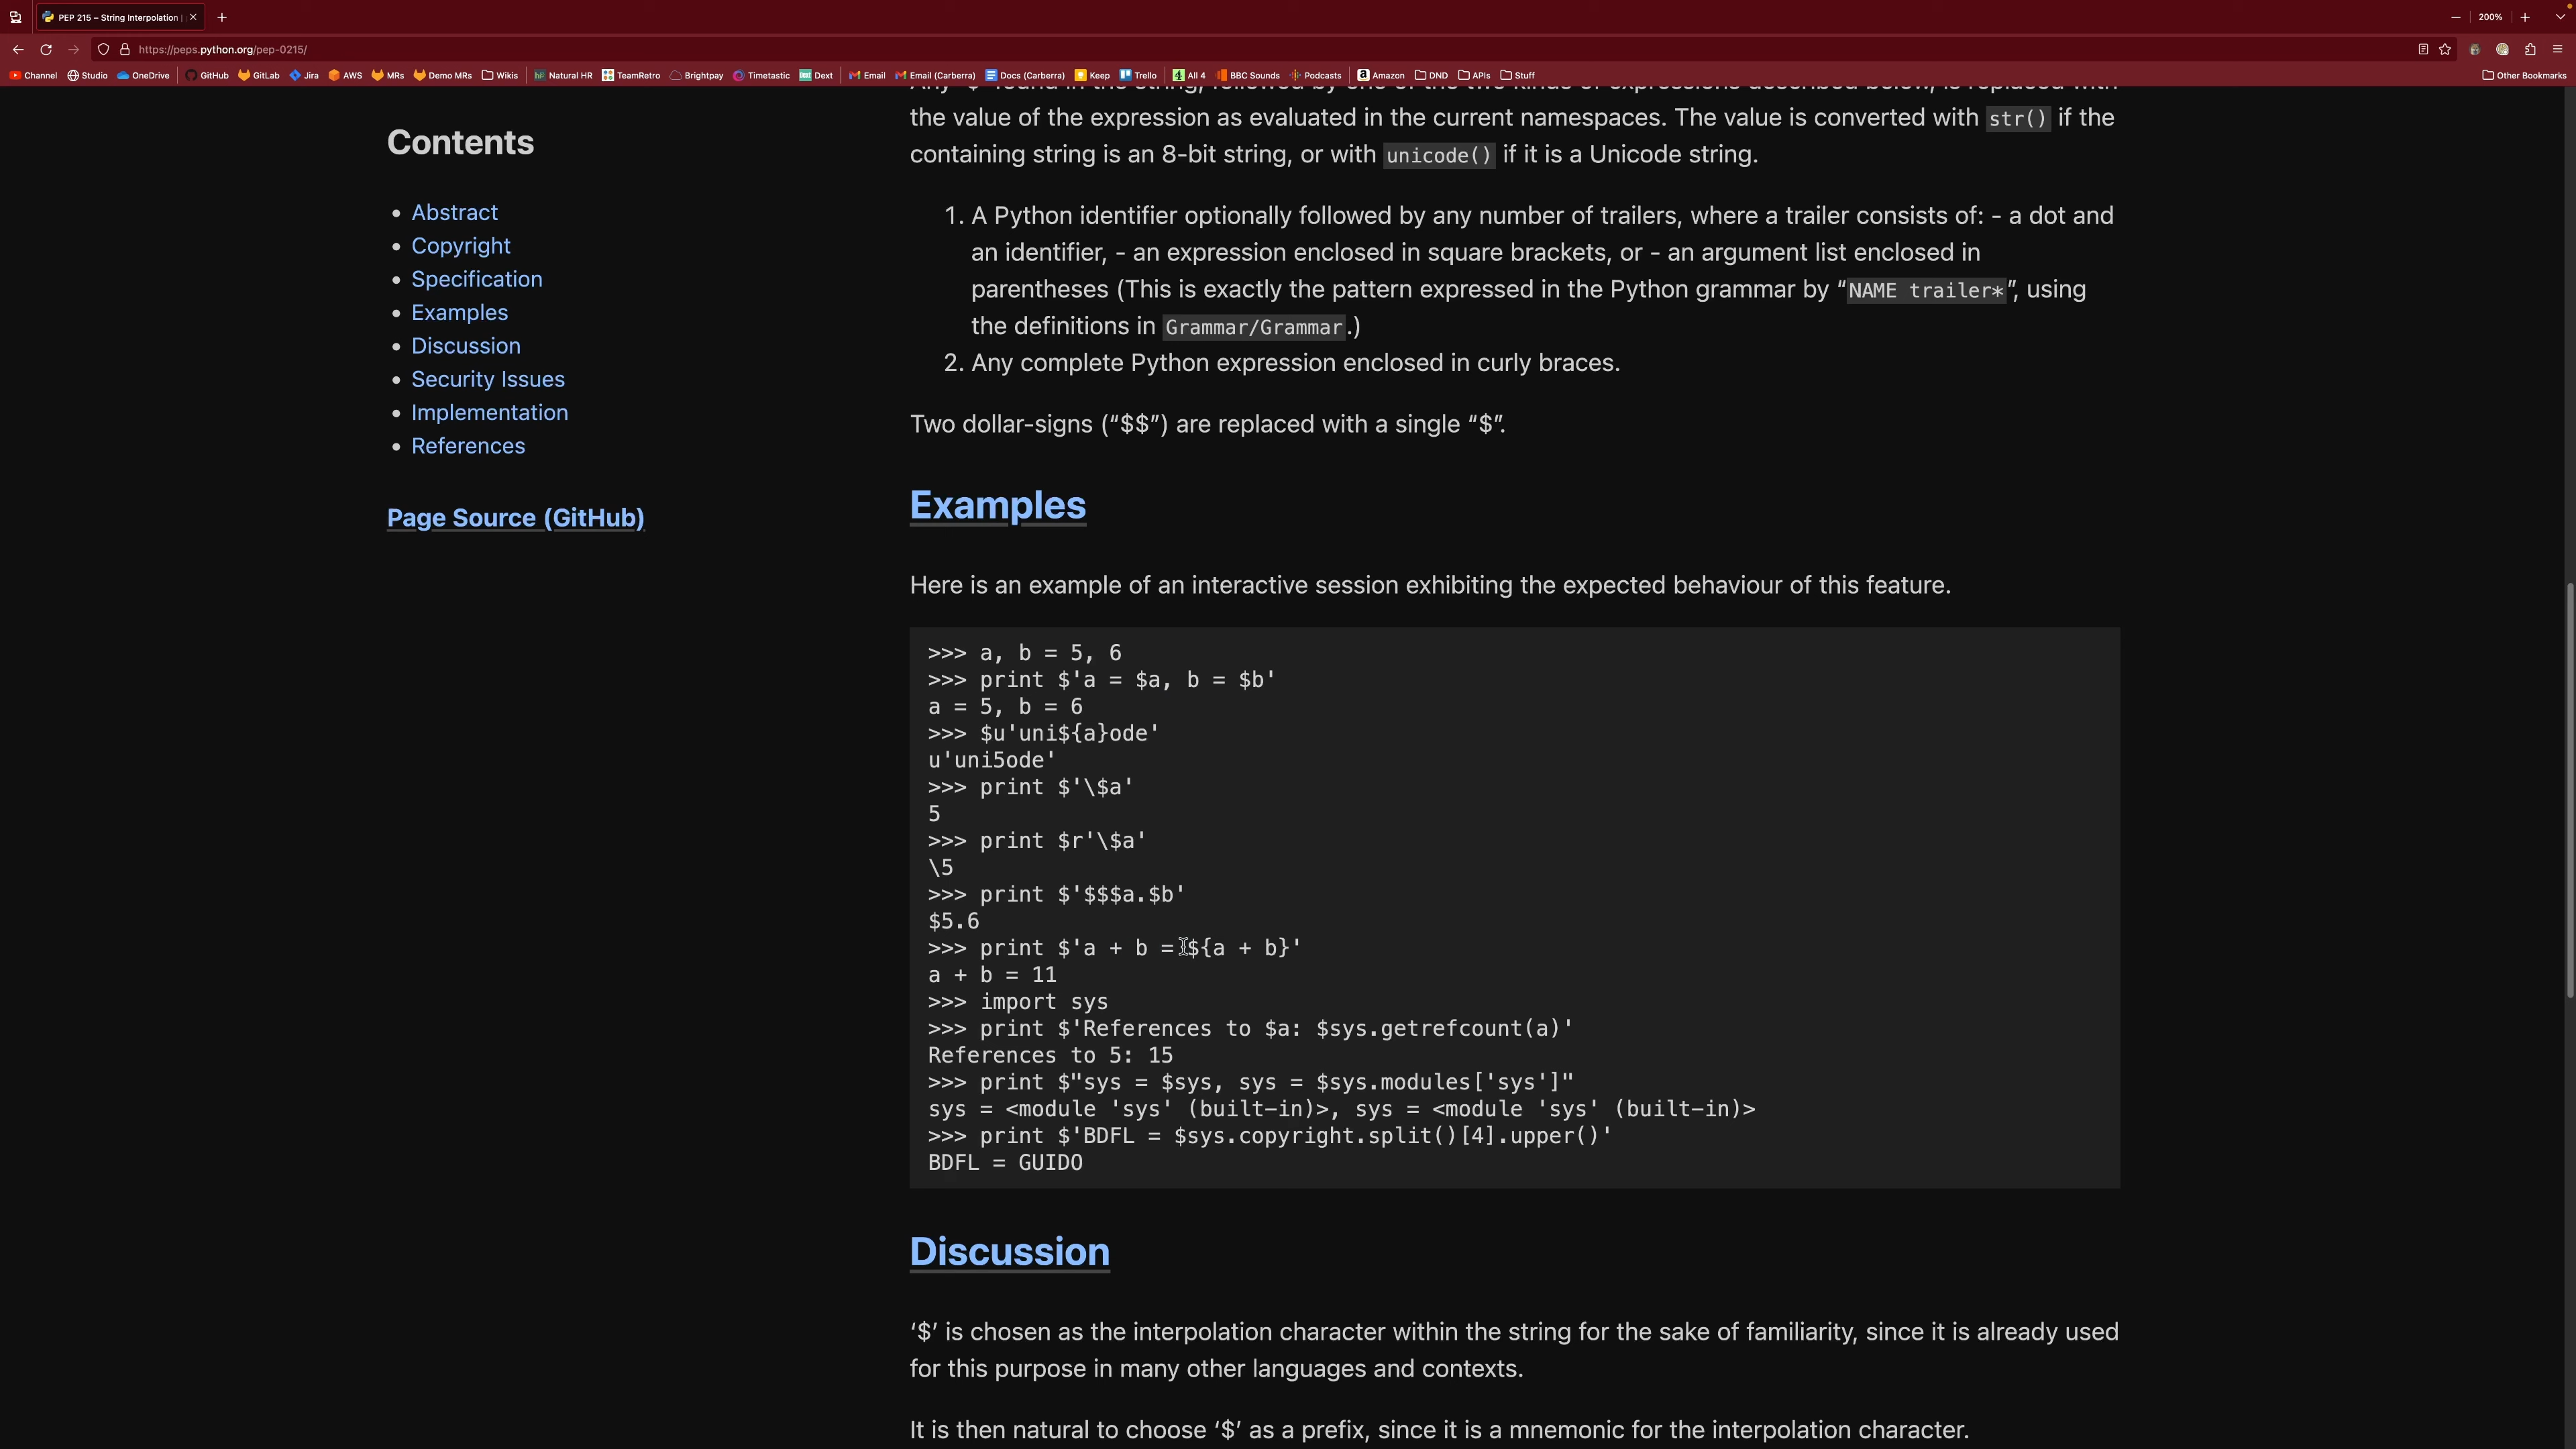 PEP 215 – String Interpolation |
200%
https://peps.python.org/pep-0215/
Channel Studio OneDrive GitHub GitLab Jira AWS MRs Demo MRs Wikis Natural HR TeamRetro Brightpay Timetastic Dext Email Email (Carberra) Docs (Carberra) Keep Trello All 4 BBC Sounds Podcasts Amazon DND APIs Stuff Other Bookmarks
Contents
Abstract
Copyright
Specification
Examples
Discussion
Security Issues
Implementation
References
Page Source (GitHub)
Any “$” found in the string, followed by one of the two kinds of expressions described below, is replaced with
the value of the expression as evaluated in the current namespaces. The value is converted with str() if the
containing string is an 8-bit string, or with unicode() if it is a Unicode string.
1. A Python identifier optionally followed by any number of trailers, where a trailer consists of: - a dot and
an identifier, - an expression enclosed in square brackets, or - an argument list enclosed in
parentheses (This is exactly the pattern expressed in the Python grammar by “NAME trailer*”, using
the definitions in Grammar/Grammar.)
2. Any complete Python expression enclosed in curly braces.
Two dollar-signs (“$$”) are replaced with a single “$”.
Examples
Here is an example of an interactive session exhibiting the expected behaviour of this feature.
>>> a, b = 5, 6
>>> print $'a = $a, b = $b'
a = 5, b = 6
>>> $u'uni${a}ode'
u'uni5ode'
>>> print $'\$a'
5
>>> print $r'\$a'
\5
>>> print $'$$$a.$b'
$5.6
>>> print $'a + b = ${a + b}'
a + b = 11
>>> import sys
>>> print $'References to $a: $sys.getrefcount(a)'
References to 5: 15
>>> print $"sys = $sys, sys = $sys.modules['sys']"
sys = <module 'sys' (built-in)>, sys = <module 'sys' (built-in)>
>>> print $'BDFL = $sys.copyright.split()[4].upper()'
BDFL = GUIDO
Discussion
‘$’ is chosen as the interpolation character within the string for the sake of familiarity, since it is already used
for this purpose in many other languages and contexts.
It is then natural to choose ‘$’ as a prefix, since it is a mnemonic for the interpolation character.